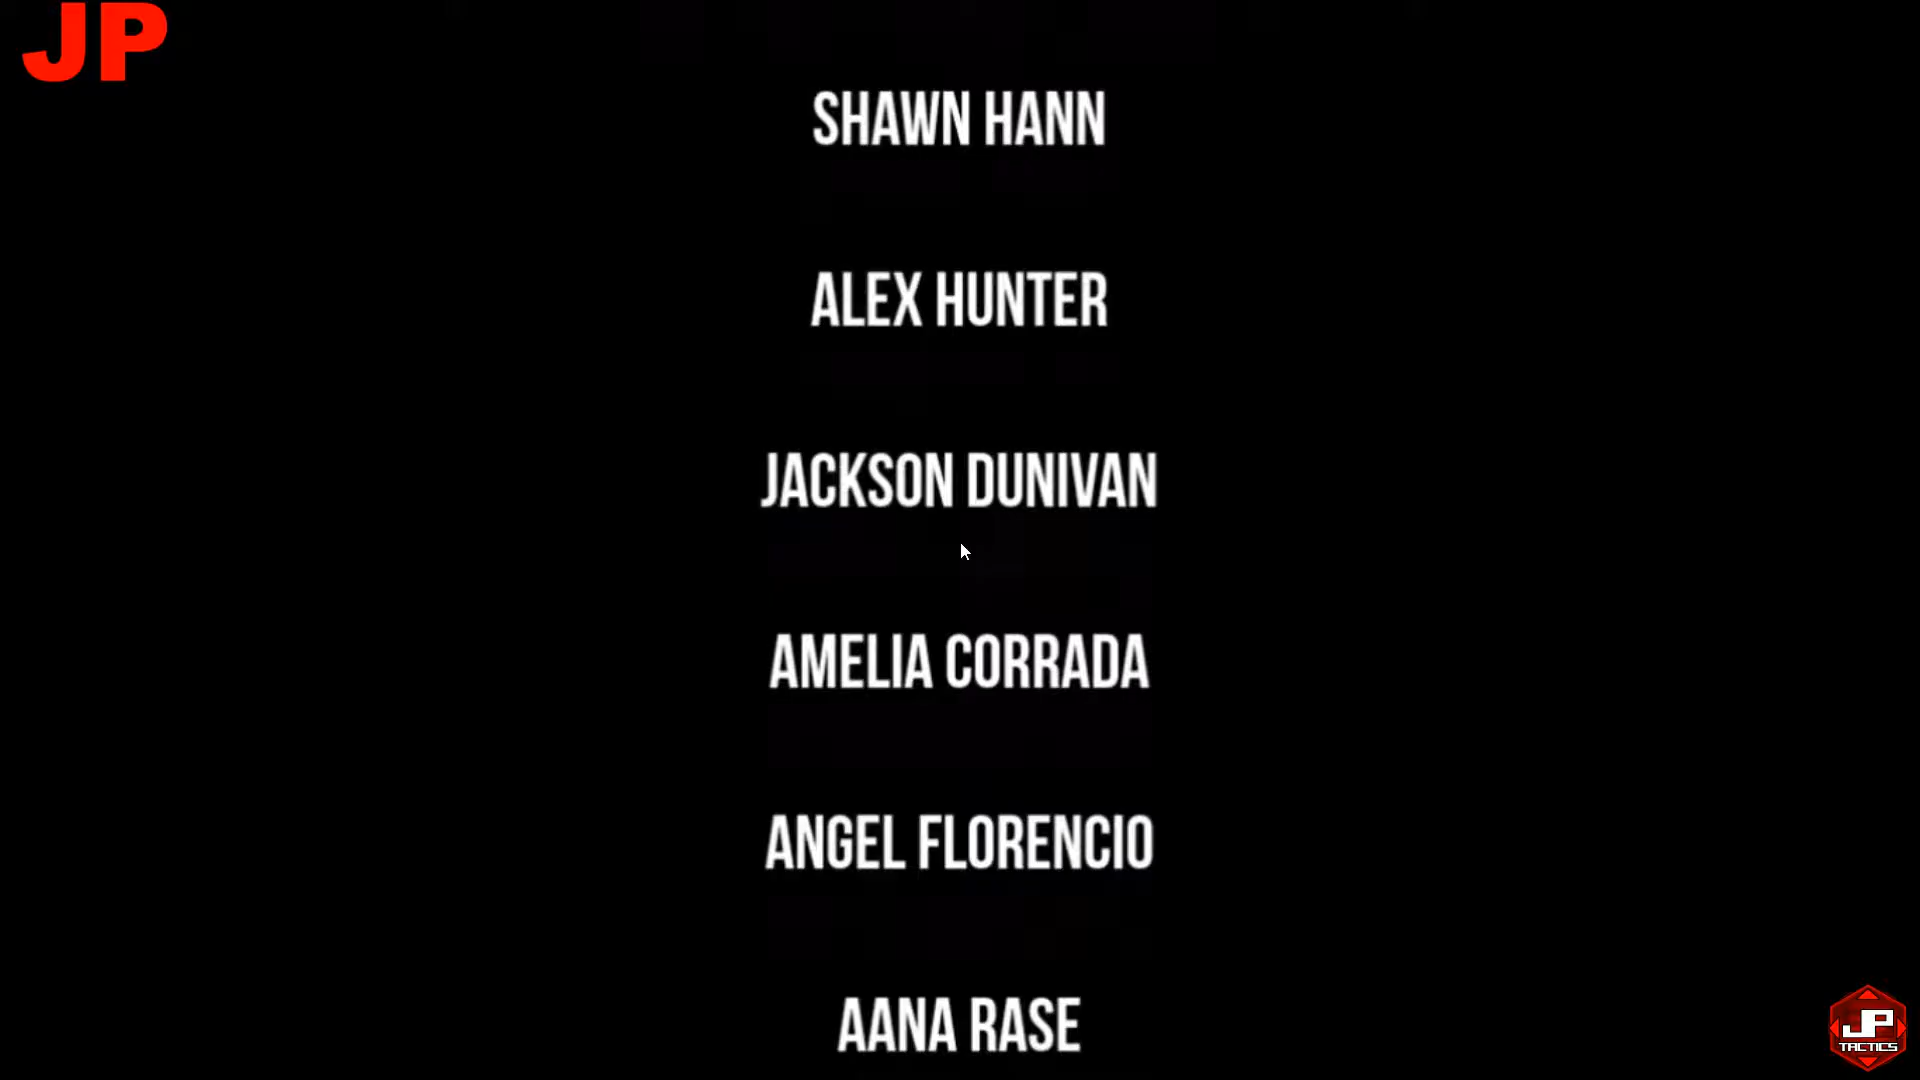 JP
SHAWN HANN
ALEX HUNTER
JACKSON DUNIVAN
AMELIA CORRADA
ANGEL FLORENCIO
AANA RASE
JP
TACTICS